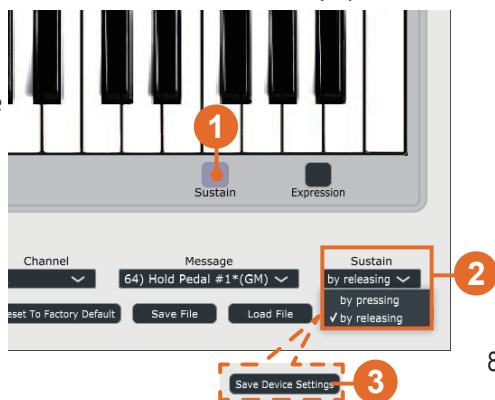 1
Sustain Expression
Channel Message Sustain
64) Hold Pedal #1*(GM) by releasing
2
by pressing
✓ by releasing
eset To Factory Default Save File Load File
Save Device Settings
3
8